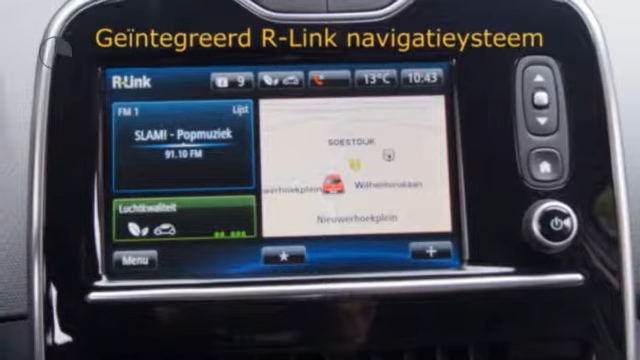 Geïntegreerd R-Link navigatieysteem
R-Link 9 13°C 10:43
FM 1 Lijst
SLAM! - Popmuziek
91.10 FM
SOESTDIJK
Wilhelminalaan
Nieuwerhoekplein
Luchtkwaliteit
Menu